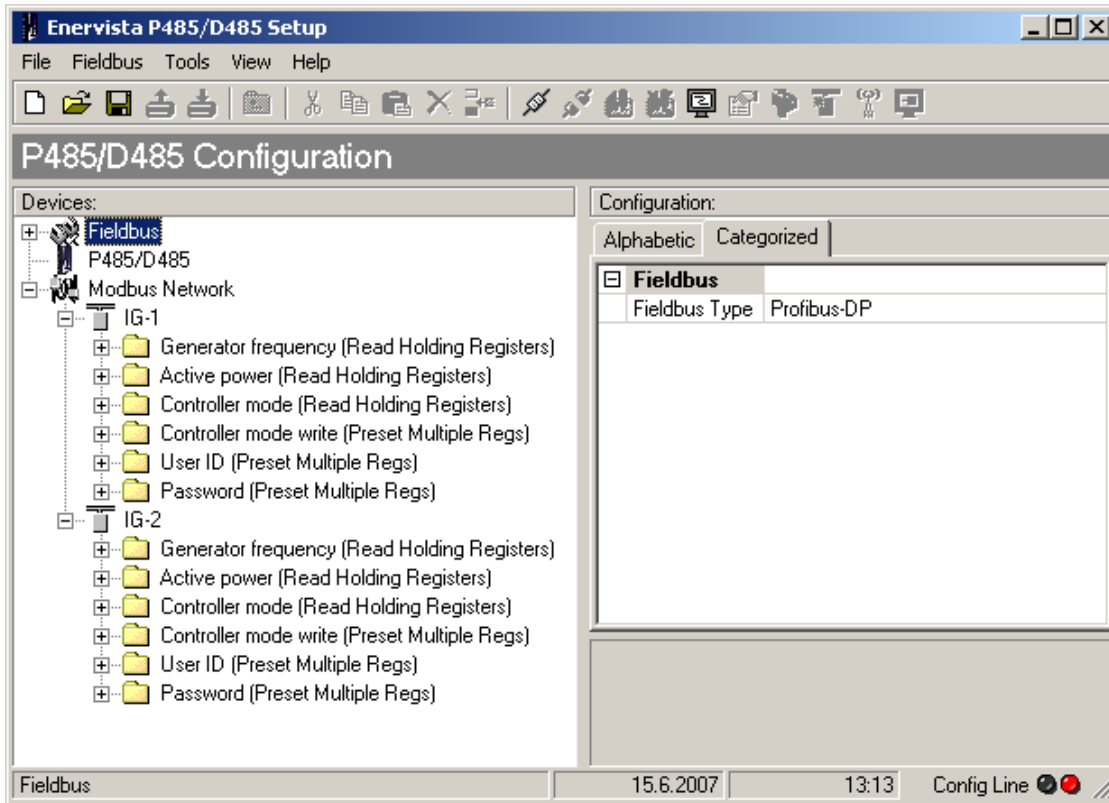 Enervista P485/D485 Setup
File Fieldbus Tools View Help
P485/D485 Configuration
Devices:
Fieldbus
P485/D485
Modbus Network
IG-1
Generator frequency (Read Holding Registers)
Active power (Read Holding Registers)
Controller mode (Read Holding Registers)
Controller mode write (Preset Multiple Regs)
User ID (Preset Multiple Regs)
Password (Preset Multiple Regs)
IG-2
Generator frequency (Read Holding Registers)
Active power (Read Holding Registers)
Controller mode (Read Holding Registers)
Controller mode write (Preset Multiple Regs)
User ID (Preset Multiple Regs)
Password (Preset Multiple Regs)
Configuration:
Alphabetic Categorized
Fieldbus
Fieldbus Type Profibus-DP
Fieldbus 15.6.2007 13:13 Config Line